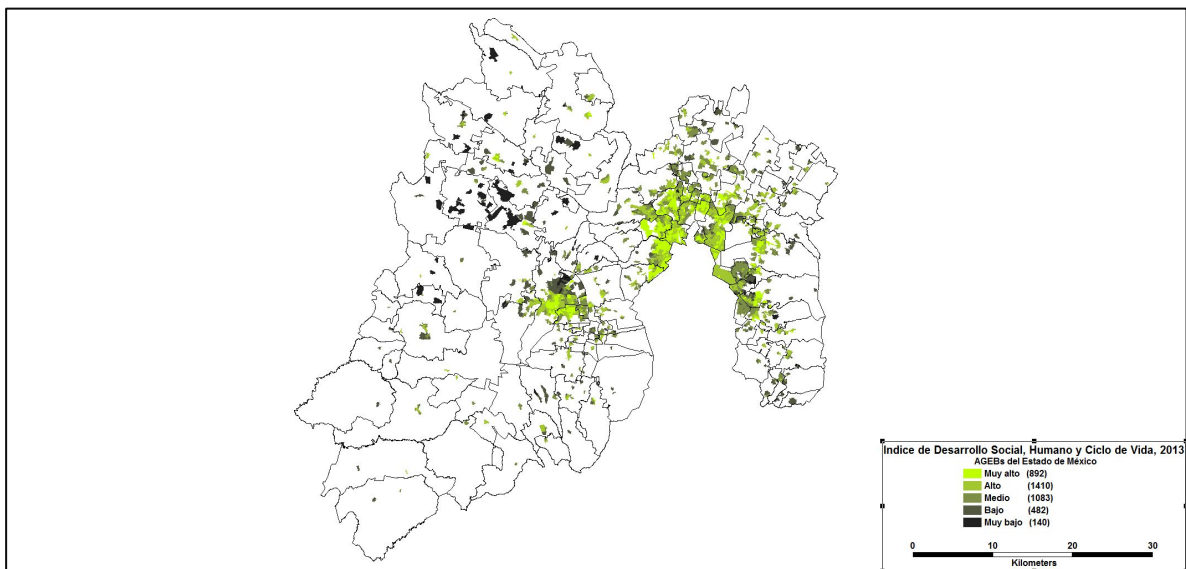 Indice de Desarrollo Social, Humano y Ciclo de Vida, 2013
AGEBs del Estado de México
Muy alto (892)
Alto (1410)
Medio (1083)
Bajo (482)
Muy bajo (140)
0 10 20 30
Kilometers